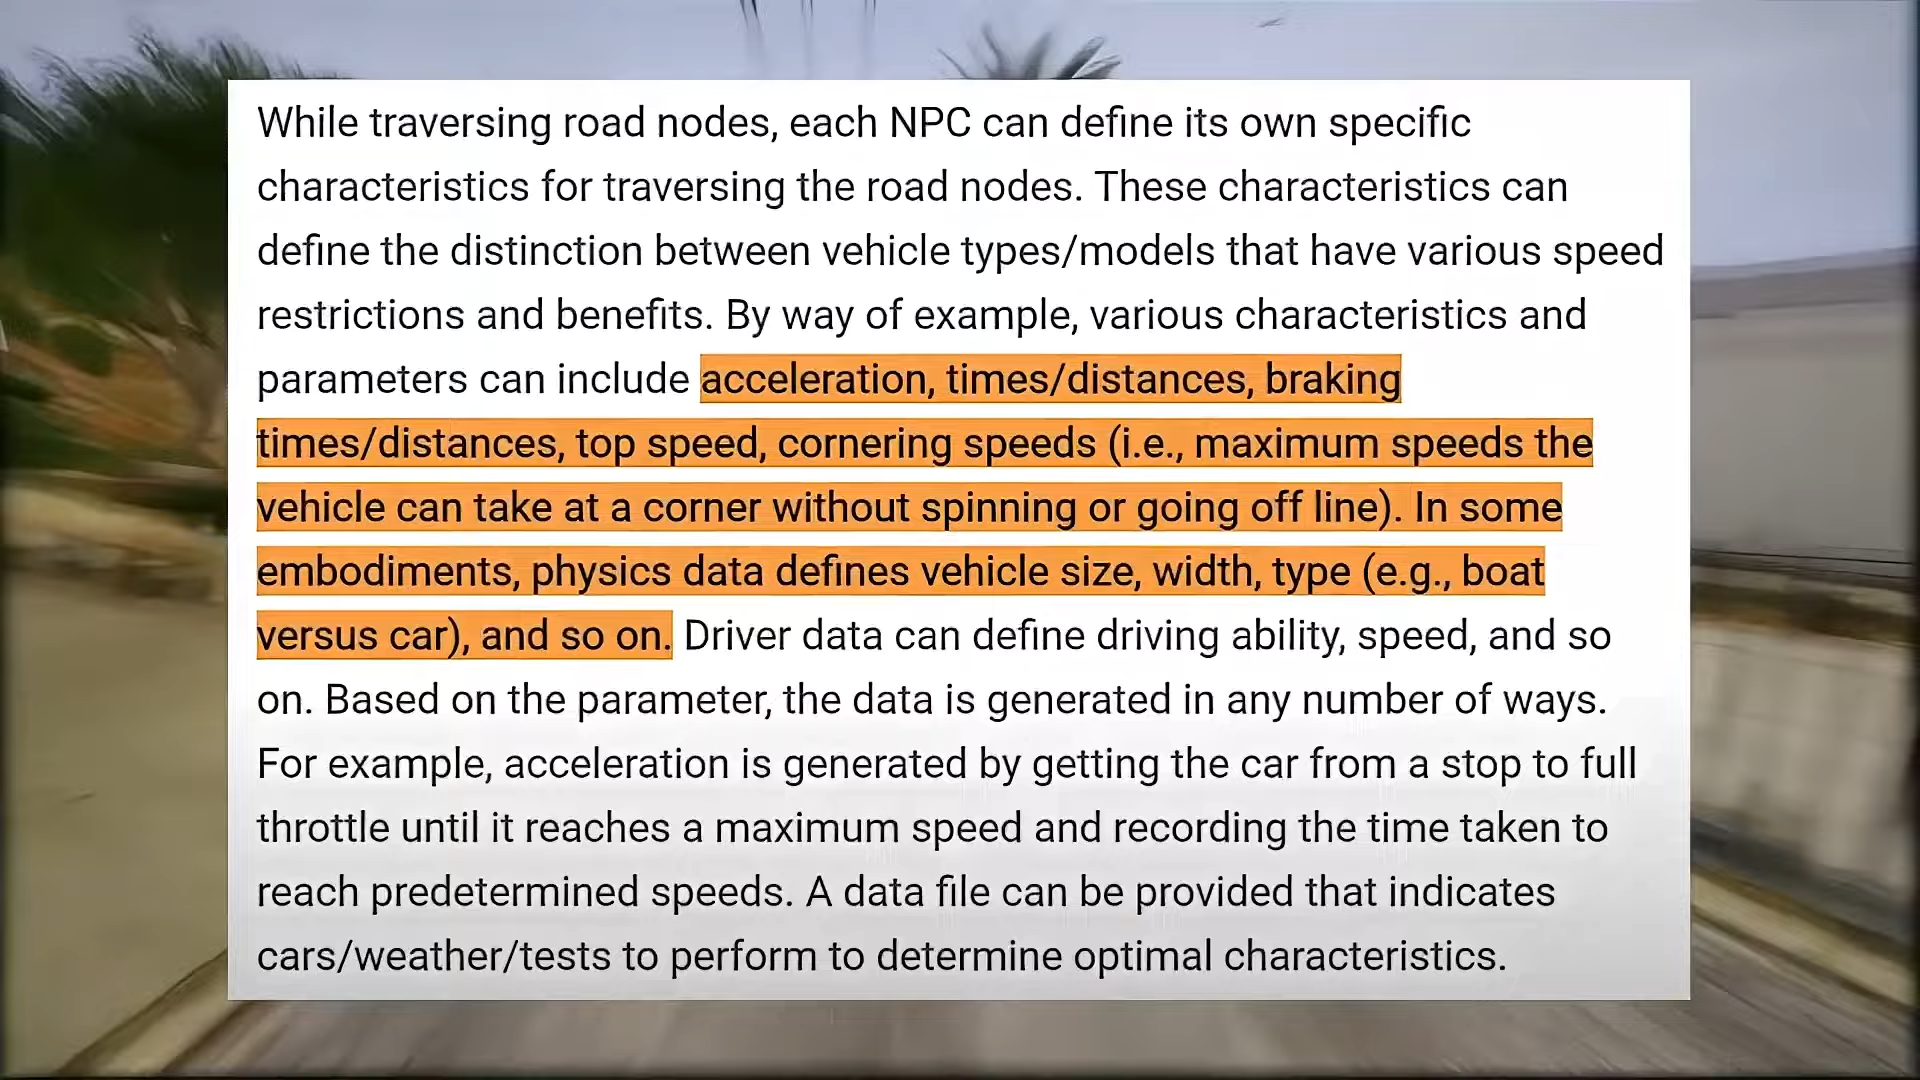 While traversing road nodes, each NPC can define its own specific
characteristics for traversing the road nodes. These characteristics can
define the distinction between vehicle types/models that have various speed
restrictions and benefits. By way of example, various characteristics and
parameters can include acceleration, times/distances, braking
times/distances, top speed, cornering speeds (i.e., maximum speeds the
vehicle can take at a corner without spinning or going off line). In some
embodiments, physics data defines vehicle size, width, type (e.g., boat
versus car), and so on. Driver data can define driving ability, speed, and so
on. Based on the parameter, the data is generated in any number of ways.
For example, acceleration is generated by getting the car from a stop to full
throttle until it reaches a maximum speed and recording the time taken to
reach predetermined speeds. A data file can be provided that indicates
cars/weather/tests to perform to determine optimal characteristics.